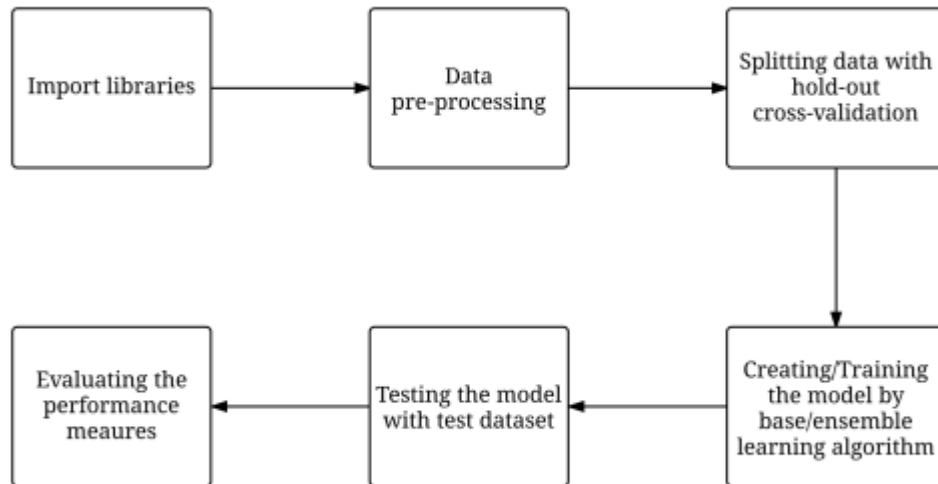 Import libraries
Data
pre-processing
Splitting data with
hold-out
cross-validation
Creating/Training
the model by
base/ensemble
learning algorithm
Testing the model
with test dataset
Evaluating the
performance
meaures